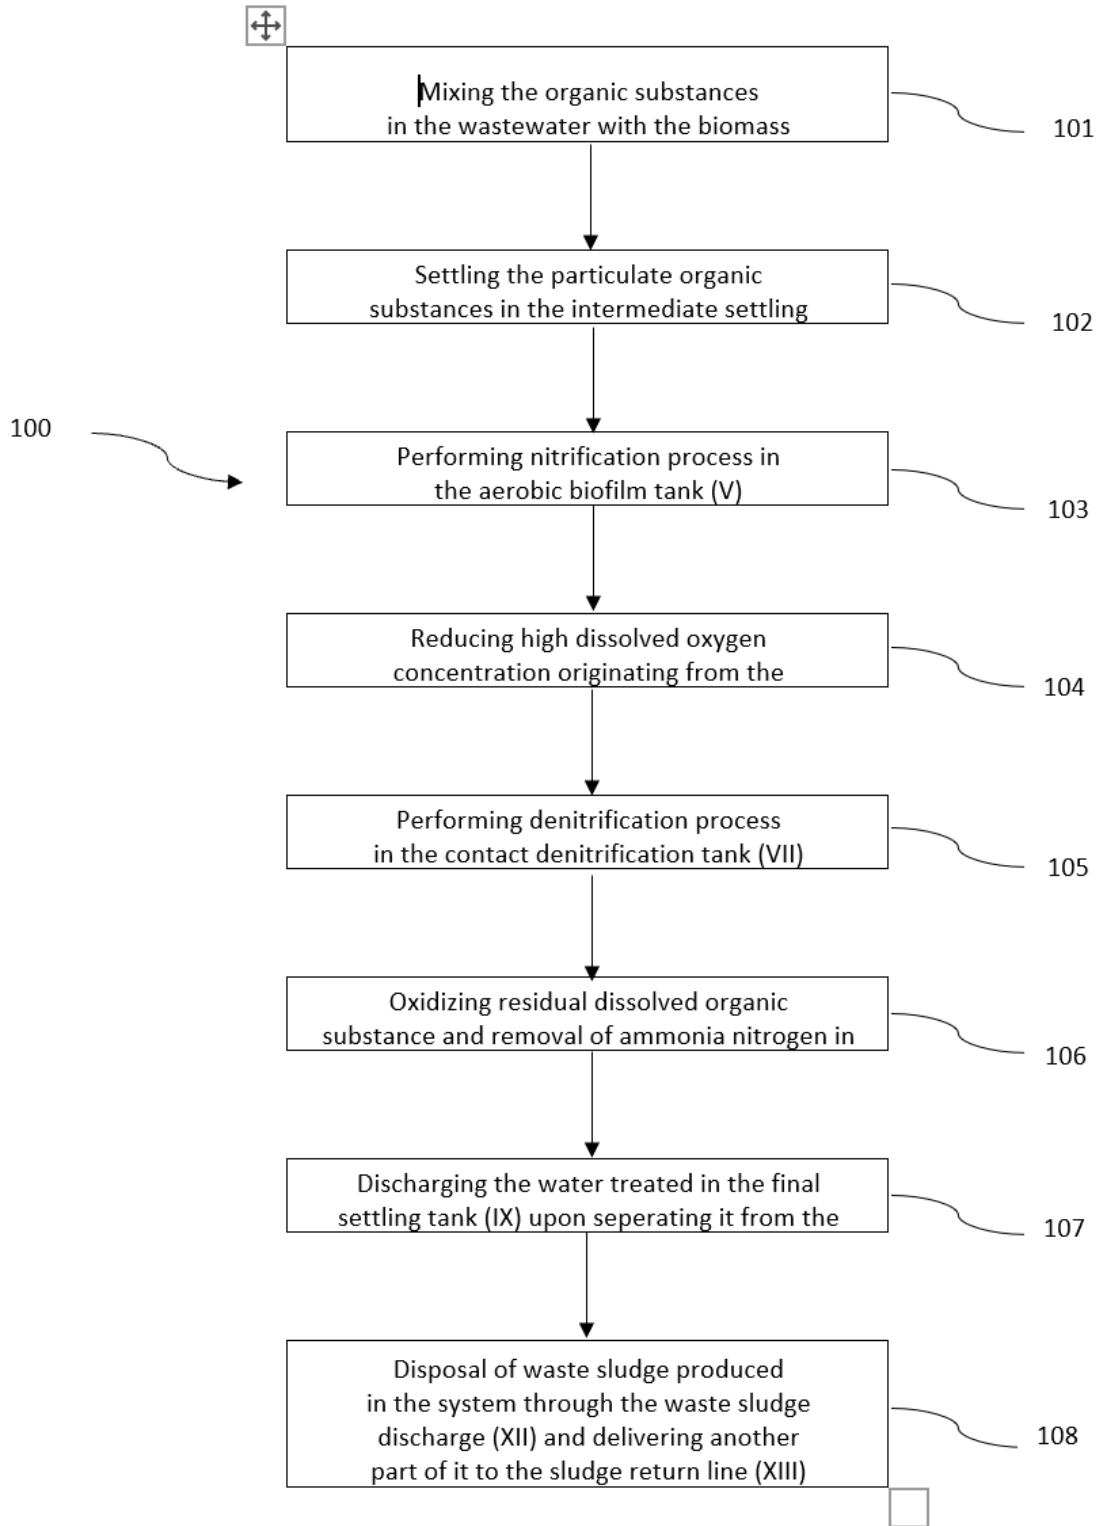 Mixing the organic substances
in the wastewater with the biomass
101
Settling the particulate organic
substances in the intermediate settling
102
100
Performing nitrification process in
the aerobic biofilm tank (V)
103
Reducing high dissolved oxygen
concentration originating from the
104
Performing denitrification process
in the contact denitrification tank (VII)
105
Oxidizing residual dissolved organic
substance and removal of ammonia nitrogen in
106
Discharging the water treated in the final
settling tank (IX) upon seperating it from the
107
Disposal of waste sludge produced
in the system through the waste sludge
discharge (XII) and delivering another
part of it to the sludge return line (XIII)
108